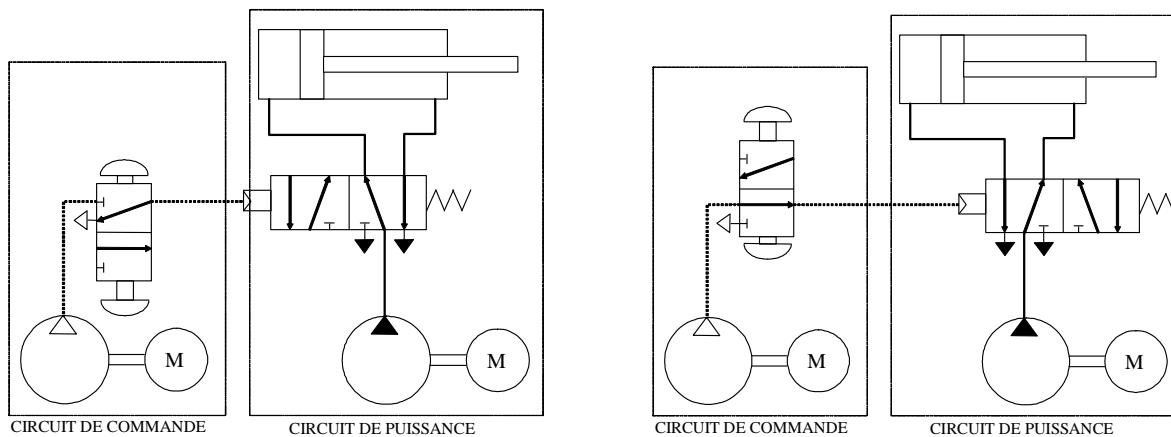 M
M
CIRCUIT DE COMMANDE
CIRCUIT DE PUISSANCE
M
M
CIRCUIT DE COMMANDE
CIRCUIT DE PUISSANCE